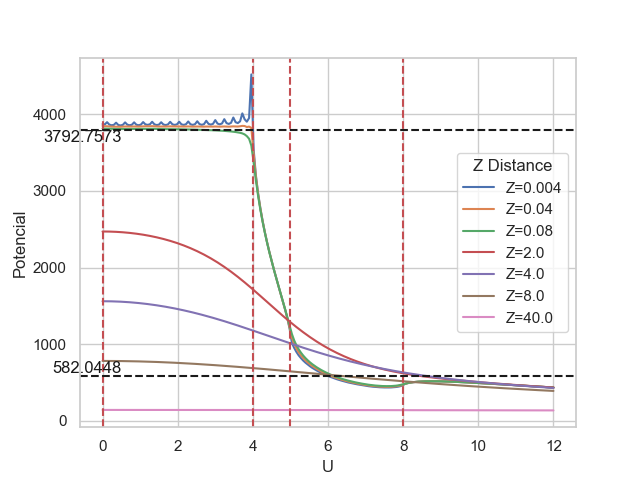 4000
3792.7573
3000
2000
1000
582.0448
0
Potencial
0 2 4 6 8 10 12
U
Z Distance
Z=0.004
Z=0.04
Z=0.08
Z=2.0
Z=4.0
Z=8.0
Z=40.0